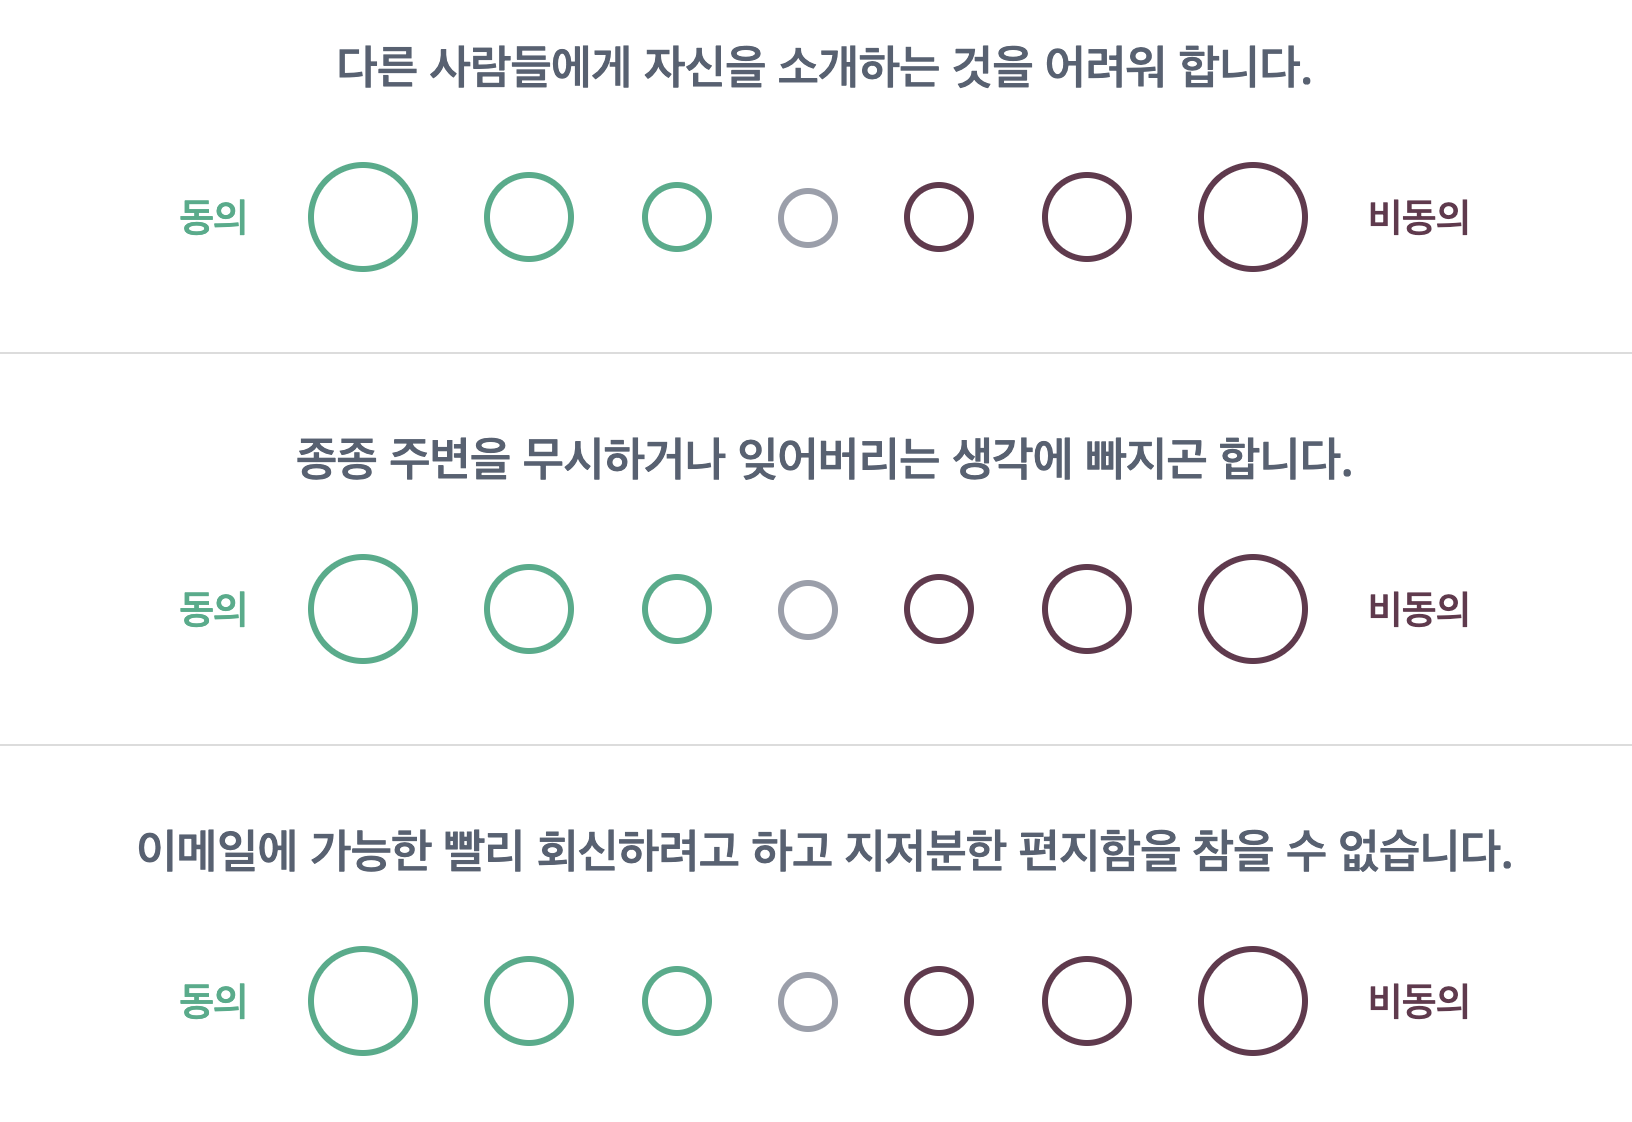 다른 사람들에게 자신을 소개하는 것을 어려워 합니다.
동의 비동의
종종 주변을 무시하거나 잊어버리는 생각에 빠지곤 합니다.
동의 비동의
이메일에 가능한 빨리 회신하려고 하고 지저분한 편지함을 참을 수 없습니다.
동의 비동의